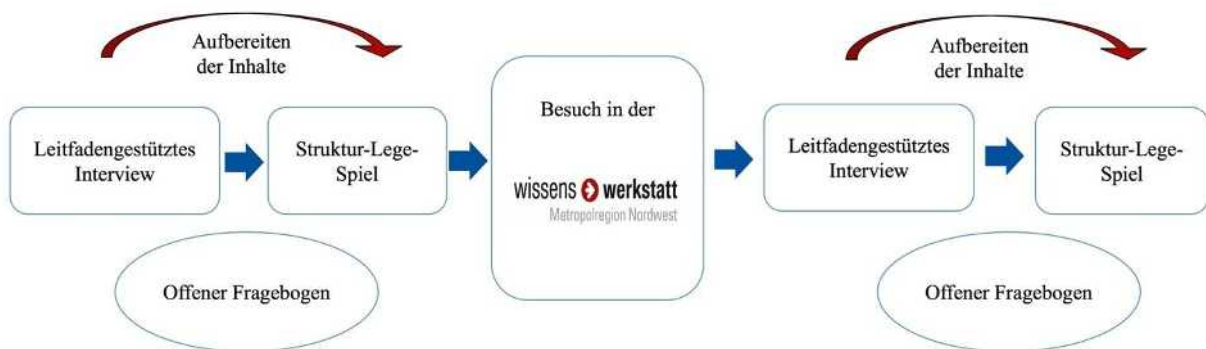 Aufbereiten
der Inhalte
Leitfadengestütztes
Interview
Struktur-Lege-
Spiel
Offener Fragebogen
Besuch in der
wissens werkstatt
Metropolregion Nordwest
Aufbereiten
der Inhalte
Leitfadengestütztes
Interview
Struktur-Lege-
Spiel
Offener Fragebogen